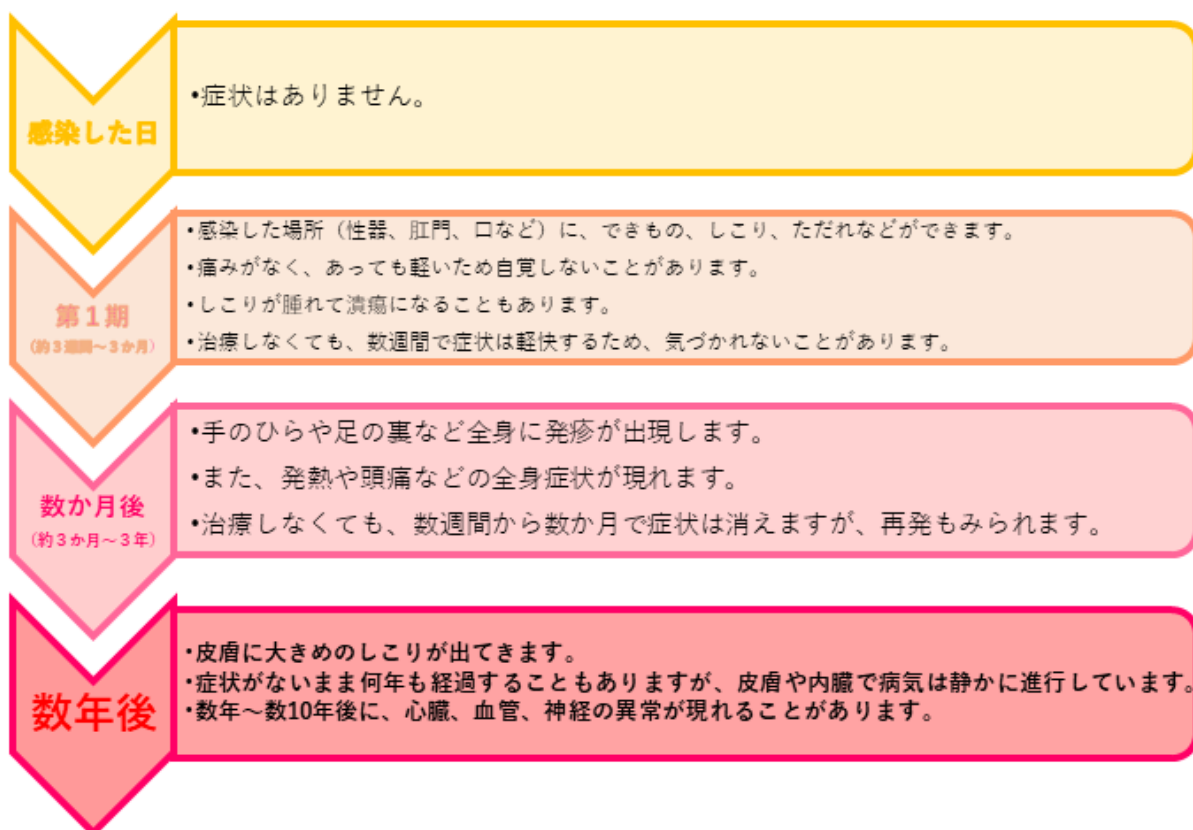 感染した日
•症状はありません。
第1期
(約3週間～3か月)
•感染した場所（性器、肛門、口など）に、できもの、しこり、ただれなどができます。
•痛みがなく、あっても軽いため自覚しないことがあります。
•しこりが腫れて潰瘍になることもあります。
•治療しなくても、数週間で症状は軽快するため、気づかれないことがあります。
数か月後
(約3か月～3年)
•手のひらや足の裏など全身に発疹が出現します。
•また、発熱や頭痛などの全身症状が現れます。
•治療しなくても、数週間から数か月で症状は消えますが、再発もみられます。
数年後
•皮膚に大きめのしこりが出てきます。
•症状がないまま何年も経過することもありますが、皮膚や内臓で病気は静かに進行しています。
•数年～数10年後に、心臓、血管、神経の異常が現れることがあります。